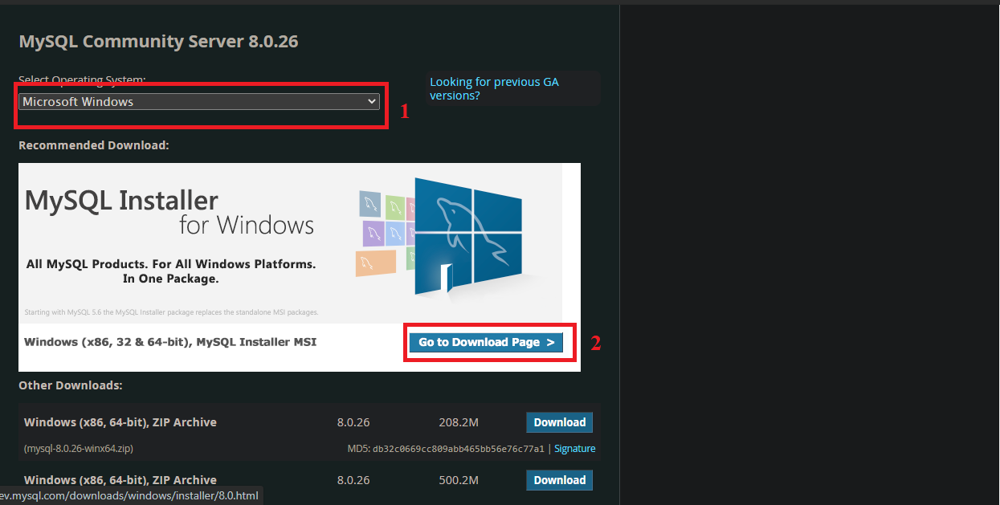 MySQL Community Server 8.0.26
Select Operating System:
Looking for previous GA
versions?
Microsoft Windows
1
Recommended Download:
MySQL Installer
for Windows
All MySQL Products. For All Windows Platforms.
In One Package.
Starting with MySQL 5.6 the MySQL Installer package replaces the standalone MSI packages.
Windows (x86, 32 & 64-bit), MySQL Installer MSI
Go to Download Page >
2
Other Downloads:
Windows (x86, 64-bit), ZIP Archive 8.0.26 208.2M Download
(mysql-8.0.26-winx64.zip) MD5: db32c0669cc809abb465bb56e76c77a1 | Signature
Windows (x86, 64-bit), ZIP Archive 8.0.26 500.2M Download
ev.mysql.com/downloads/windows/installer/8.0.html